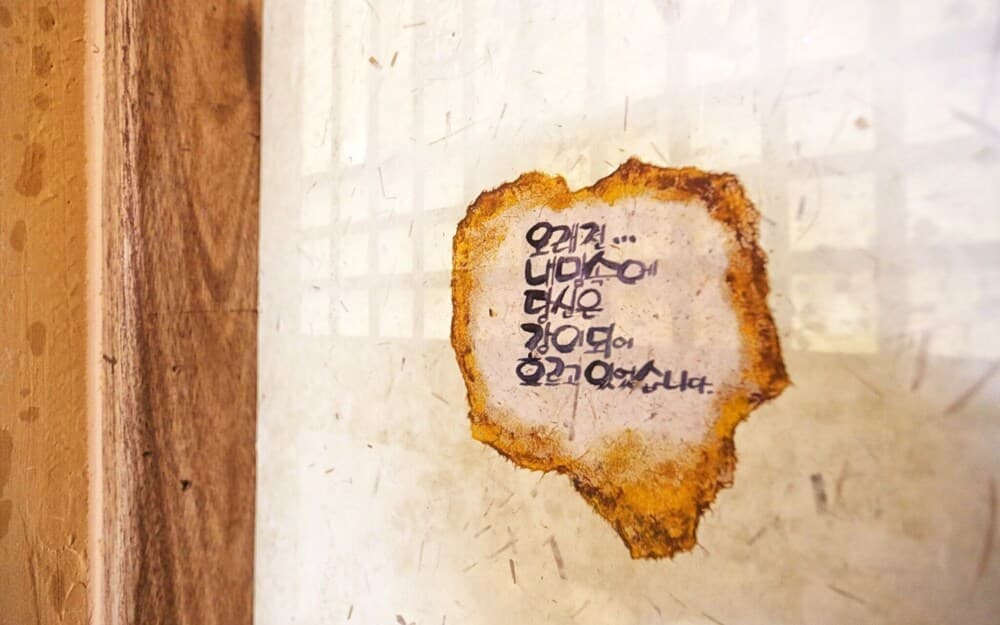 오래전...
내맘속에
당신은
강이되어
흐르고 있었습니다.